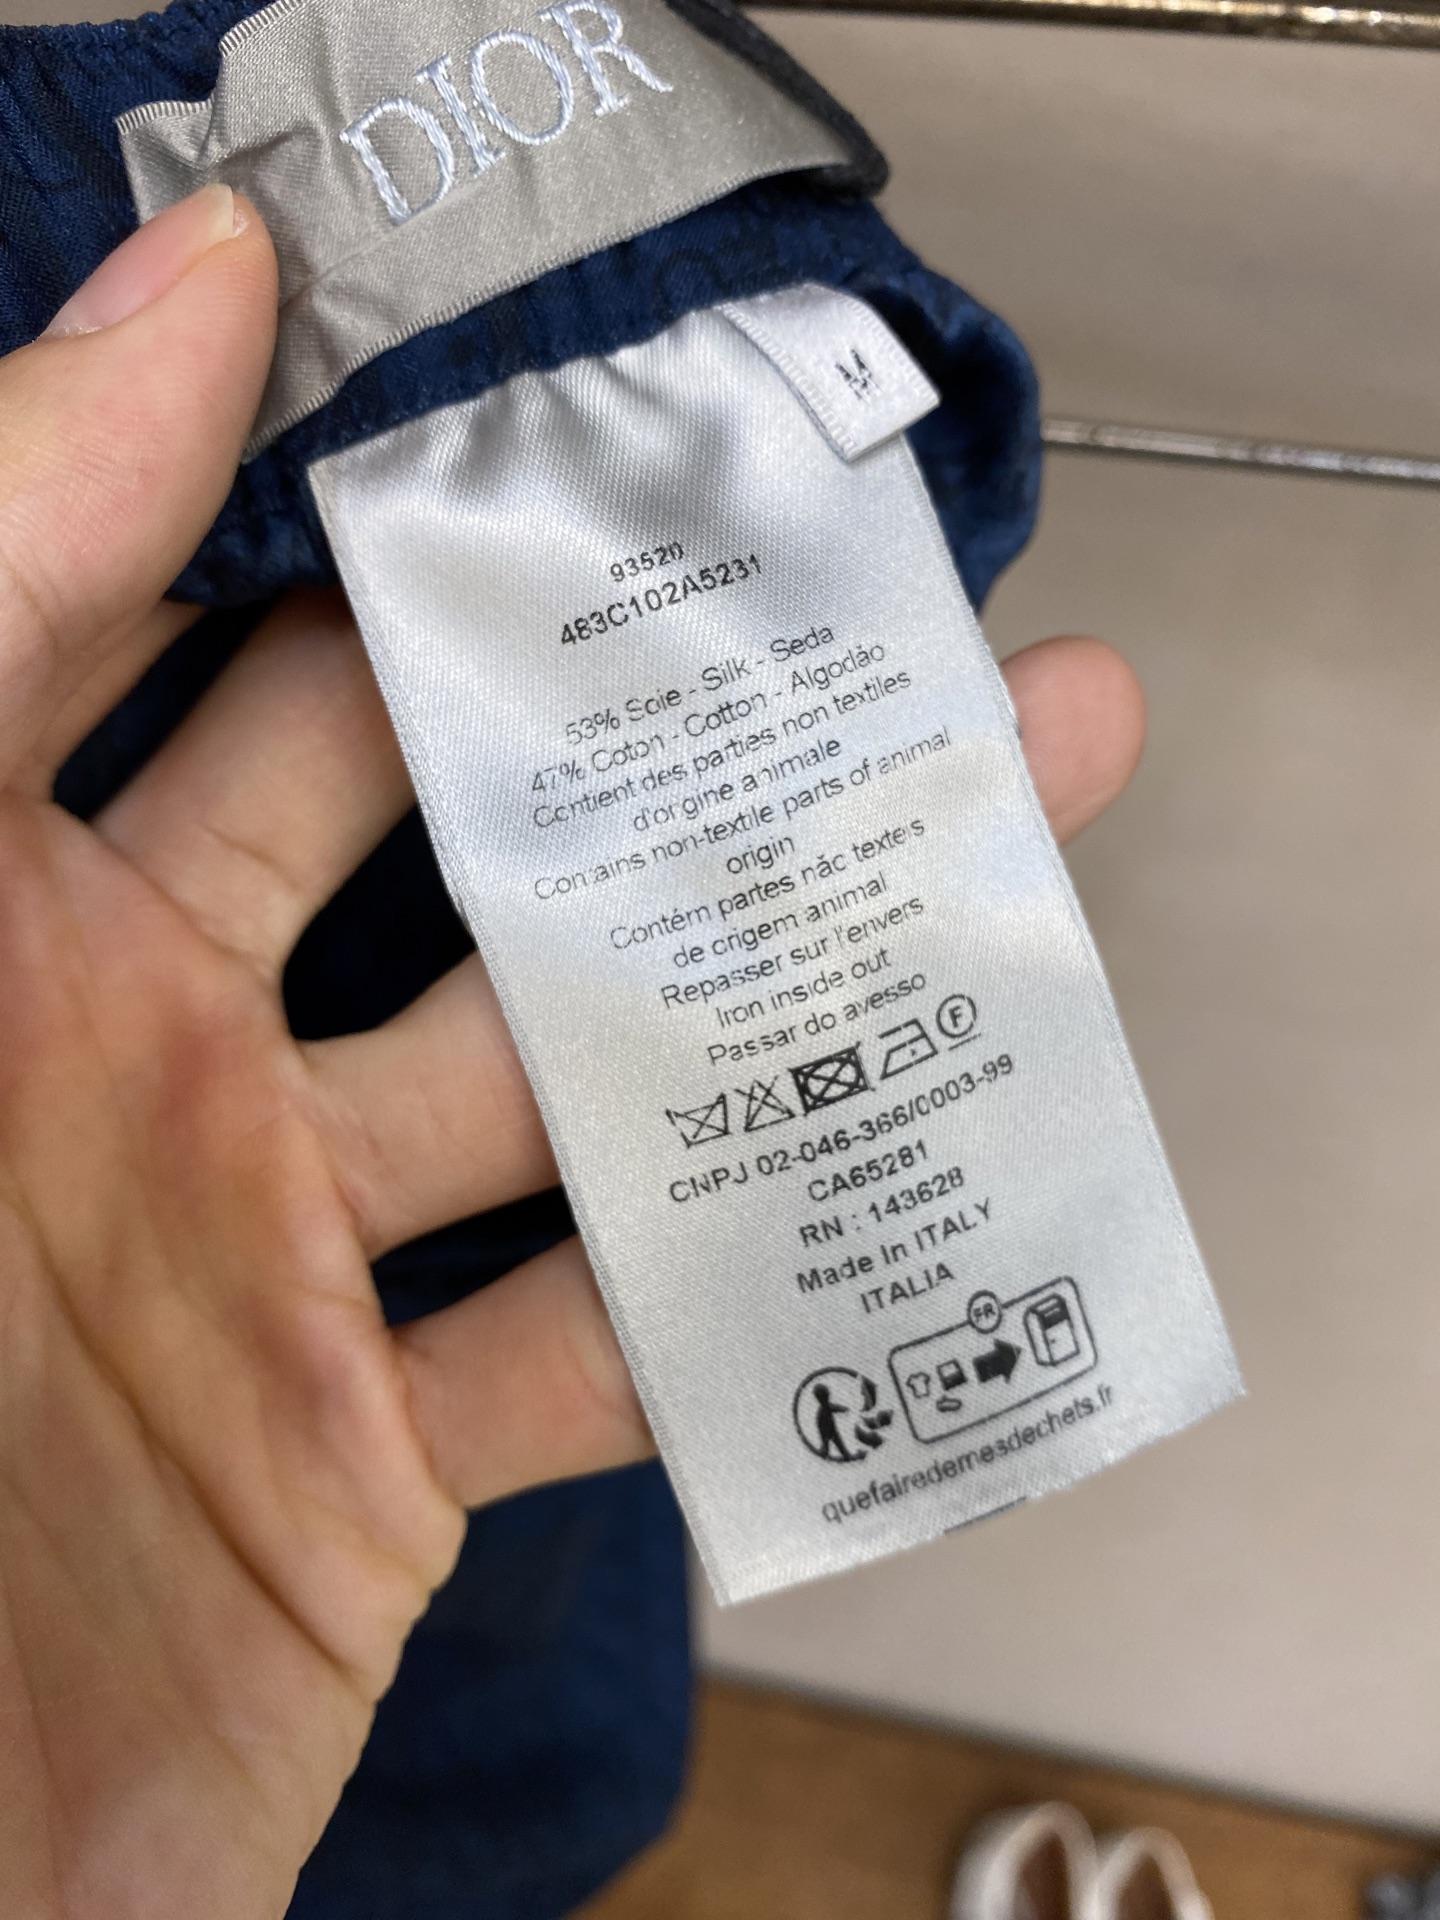 DIOR
M
93520
483C102A5231
53% Soie - Silk - Seda
47% Coton - Cotton - Algodão
Contient des parties non textiles
d'origine animale
Contains non-textile parts of animal
origin
Contém partes não texteis
de origem animal
Repasser sur l'envers
Iron inside out
Passar do avesso
F
CNPJ 02-046-366/0003-99
CA65281
RN : 143628
Made In ITALY
ITALIA
FR
quefairedemesdechets.fr